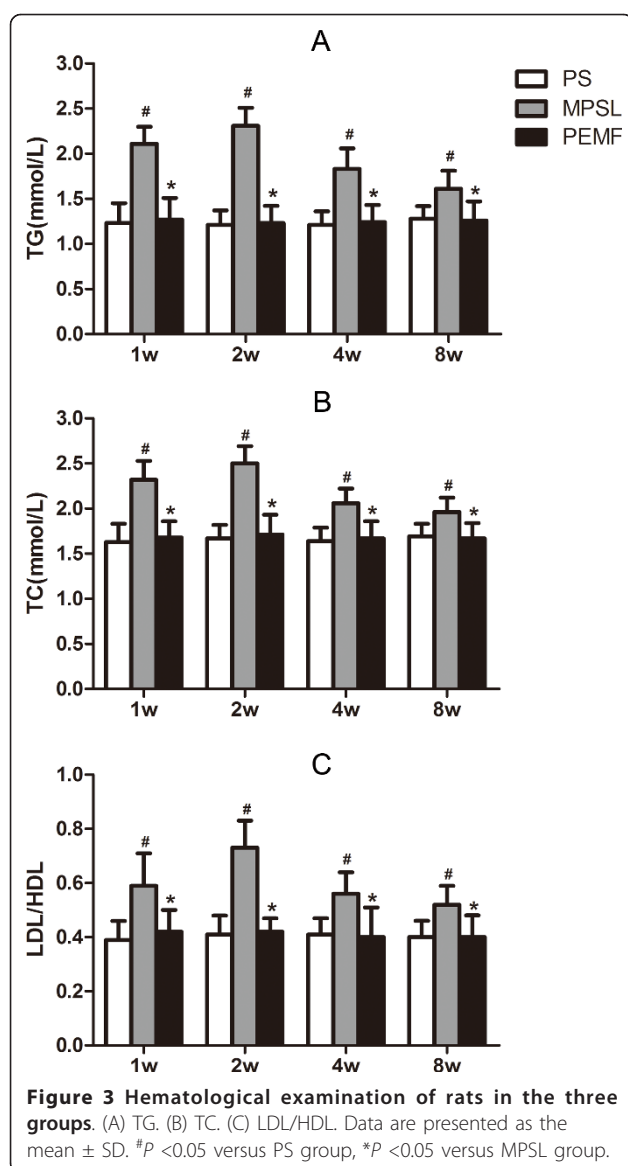 A
3.0
2.5
2.0
1.5
1.0
0.5
0.0
TG(mmol/L)
#
*
#
*
#
*
#
*
1w
2w
4w
8w
PS
MPSL
PEMF
B
3.0
2.5
2.0
1.5
1.0
0.5
0.0
TC(mmol/L)
#
*
#
*
#
*
#
*
1w
2w
4w
8w
C
1.0
0.8
0.6
0.4
0.2
0.0
LDL/HDL
#
*
#
*
#
*
#
*
1w
2w
4w
8w
Figure 3 Hematological examination of rats in the three
groups. (A) TG. (B) TC. (C) LDL/HDL. Data are presented as the
mean ± SD. #P <0.05 versus PS group, *P <0.05 versus MPSL group.